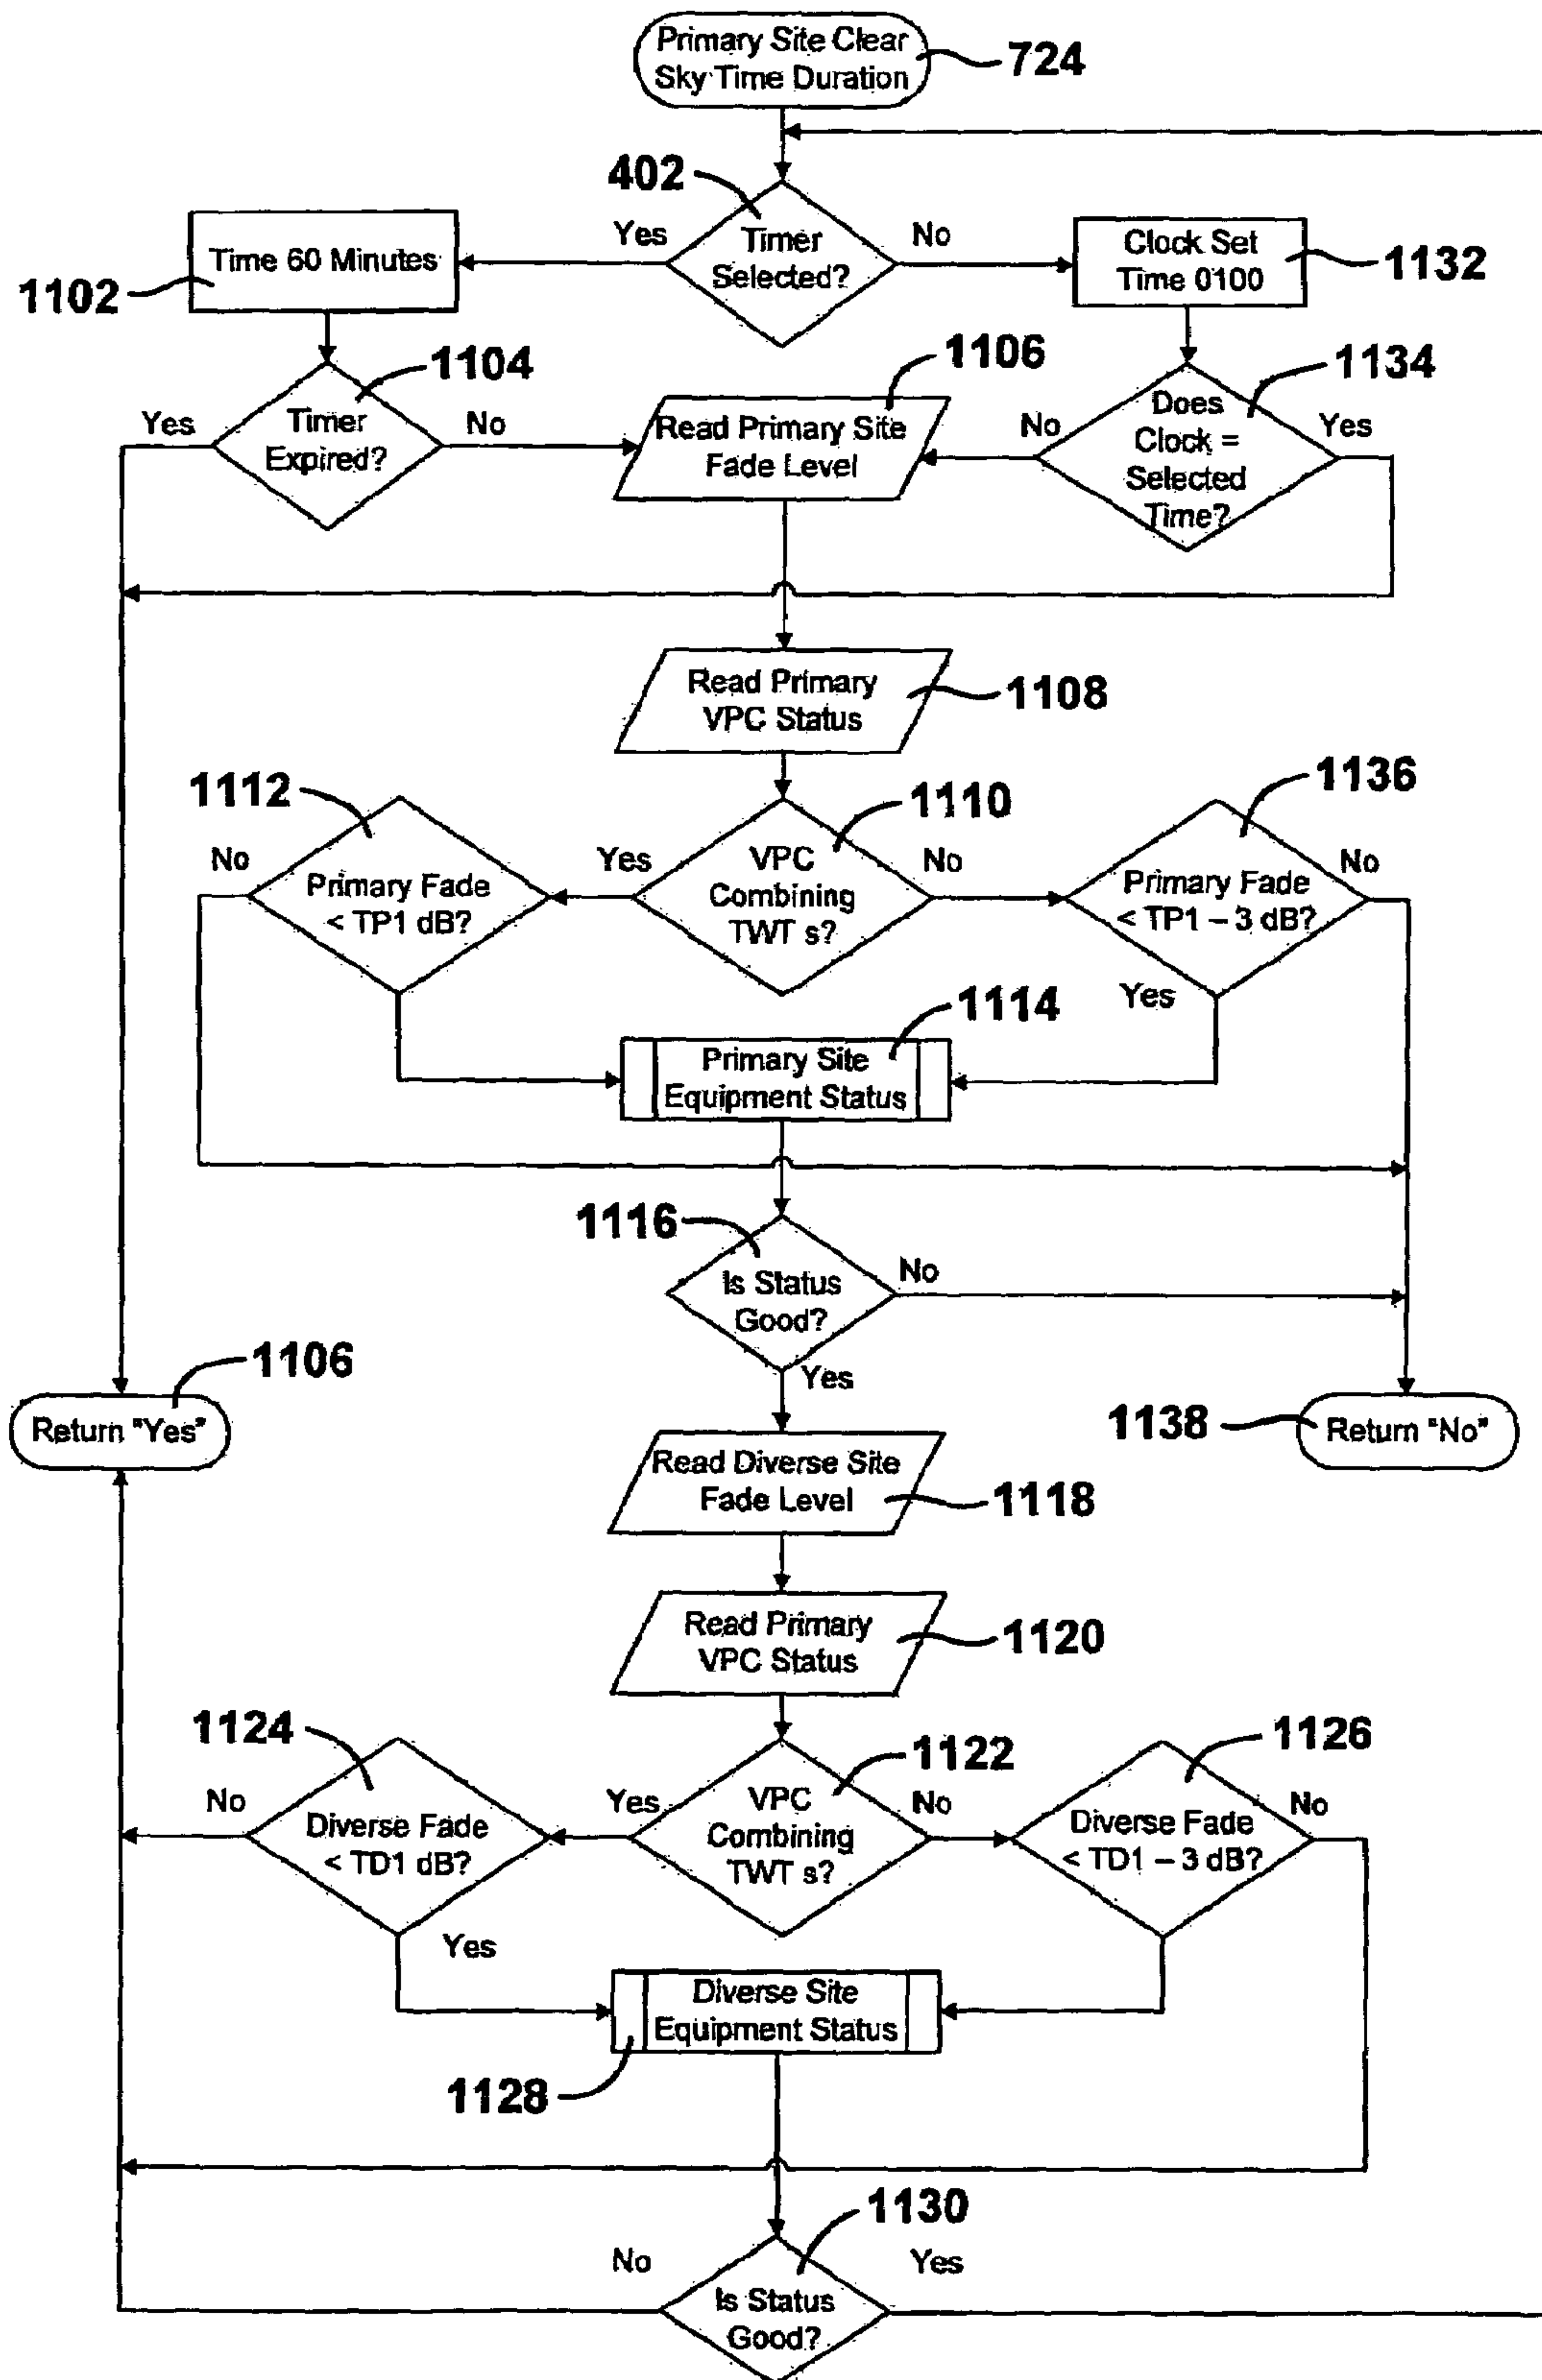 Primary Site Clear
Sky Time Duration
724
402
Timer
Selected?
Yes
No
Time 60 Minutes
1102
Clock Set
Time 0100
1132
1104
Timer
Expired?
Yes
No
1106
Read Primary Site
Fade Level
1134
Does
Clock =
Selected
Time?
No
Yes
Read Primary
VPC Status
1108
1112
Primary Fade
< TP1 dB?
No
1110
VPC
Combining
TWT s?
Yes
No
1136
Primary Fade
< TP1 – 3 dB?
No
Yes
1114
Primary Site
Equipment Status
1116
Is Status
Good?
No
Yes
1106
Return "Yes"
1138
Return "No"
Read Diverse Site
Fade Level
1118
Read Primary
VPC Status
1120
1124
Diverse Fade
< TD1 dB?
No
Yes
1122
VPC
Combining
TWT s?
Yes
No
1126
Diverse Fade
< TD1 – 3 dB?
No
Diverse Site
Equipment Status
1128
1130
Is Status
Good?
No
Yes